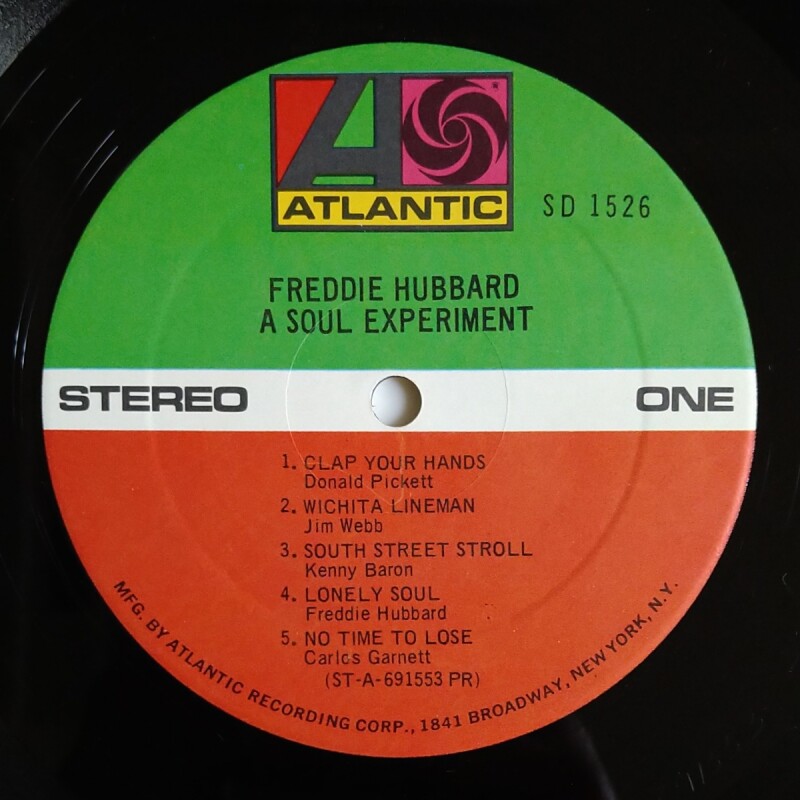 ATLANTIC
SD 1526
FREDDIE HUBBARD
A SOUL EXPERIMENT
STEREO
ONE
1. CLAP YOUR HANDS
Donald Pickett
2. WICHITA LINEMAN
Jim Webb
3. SOUTH STREET STROLL
Kenny Baron
4. LONELY SOUL
Freddie Hubbard
5. NO TIME TO LOSE
Carlos Garnett
(ST-A-691553 PR)
MFG. BY ATLANTIC RECORDING CORP., 1841 BROADWAY, NEW YORK, N.Y.